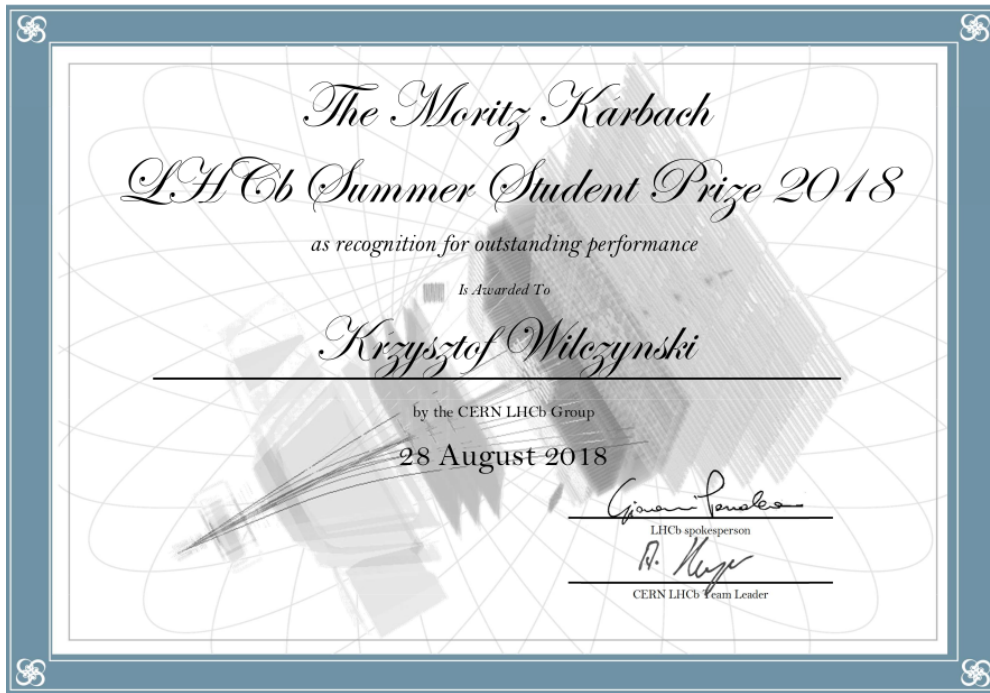 The Moritz Karbach
LHCb Summer Student Prize 2018
as recognition for outstanding performance
Is Awarded To
Krzysztof Wilczynski
by the CERN LHCb Group
28 August 2018
LHCb spokesperson
CERN LHCb Team Leader